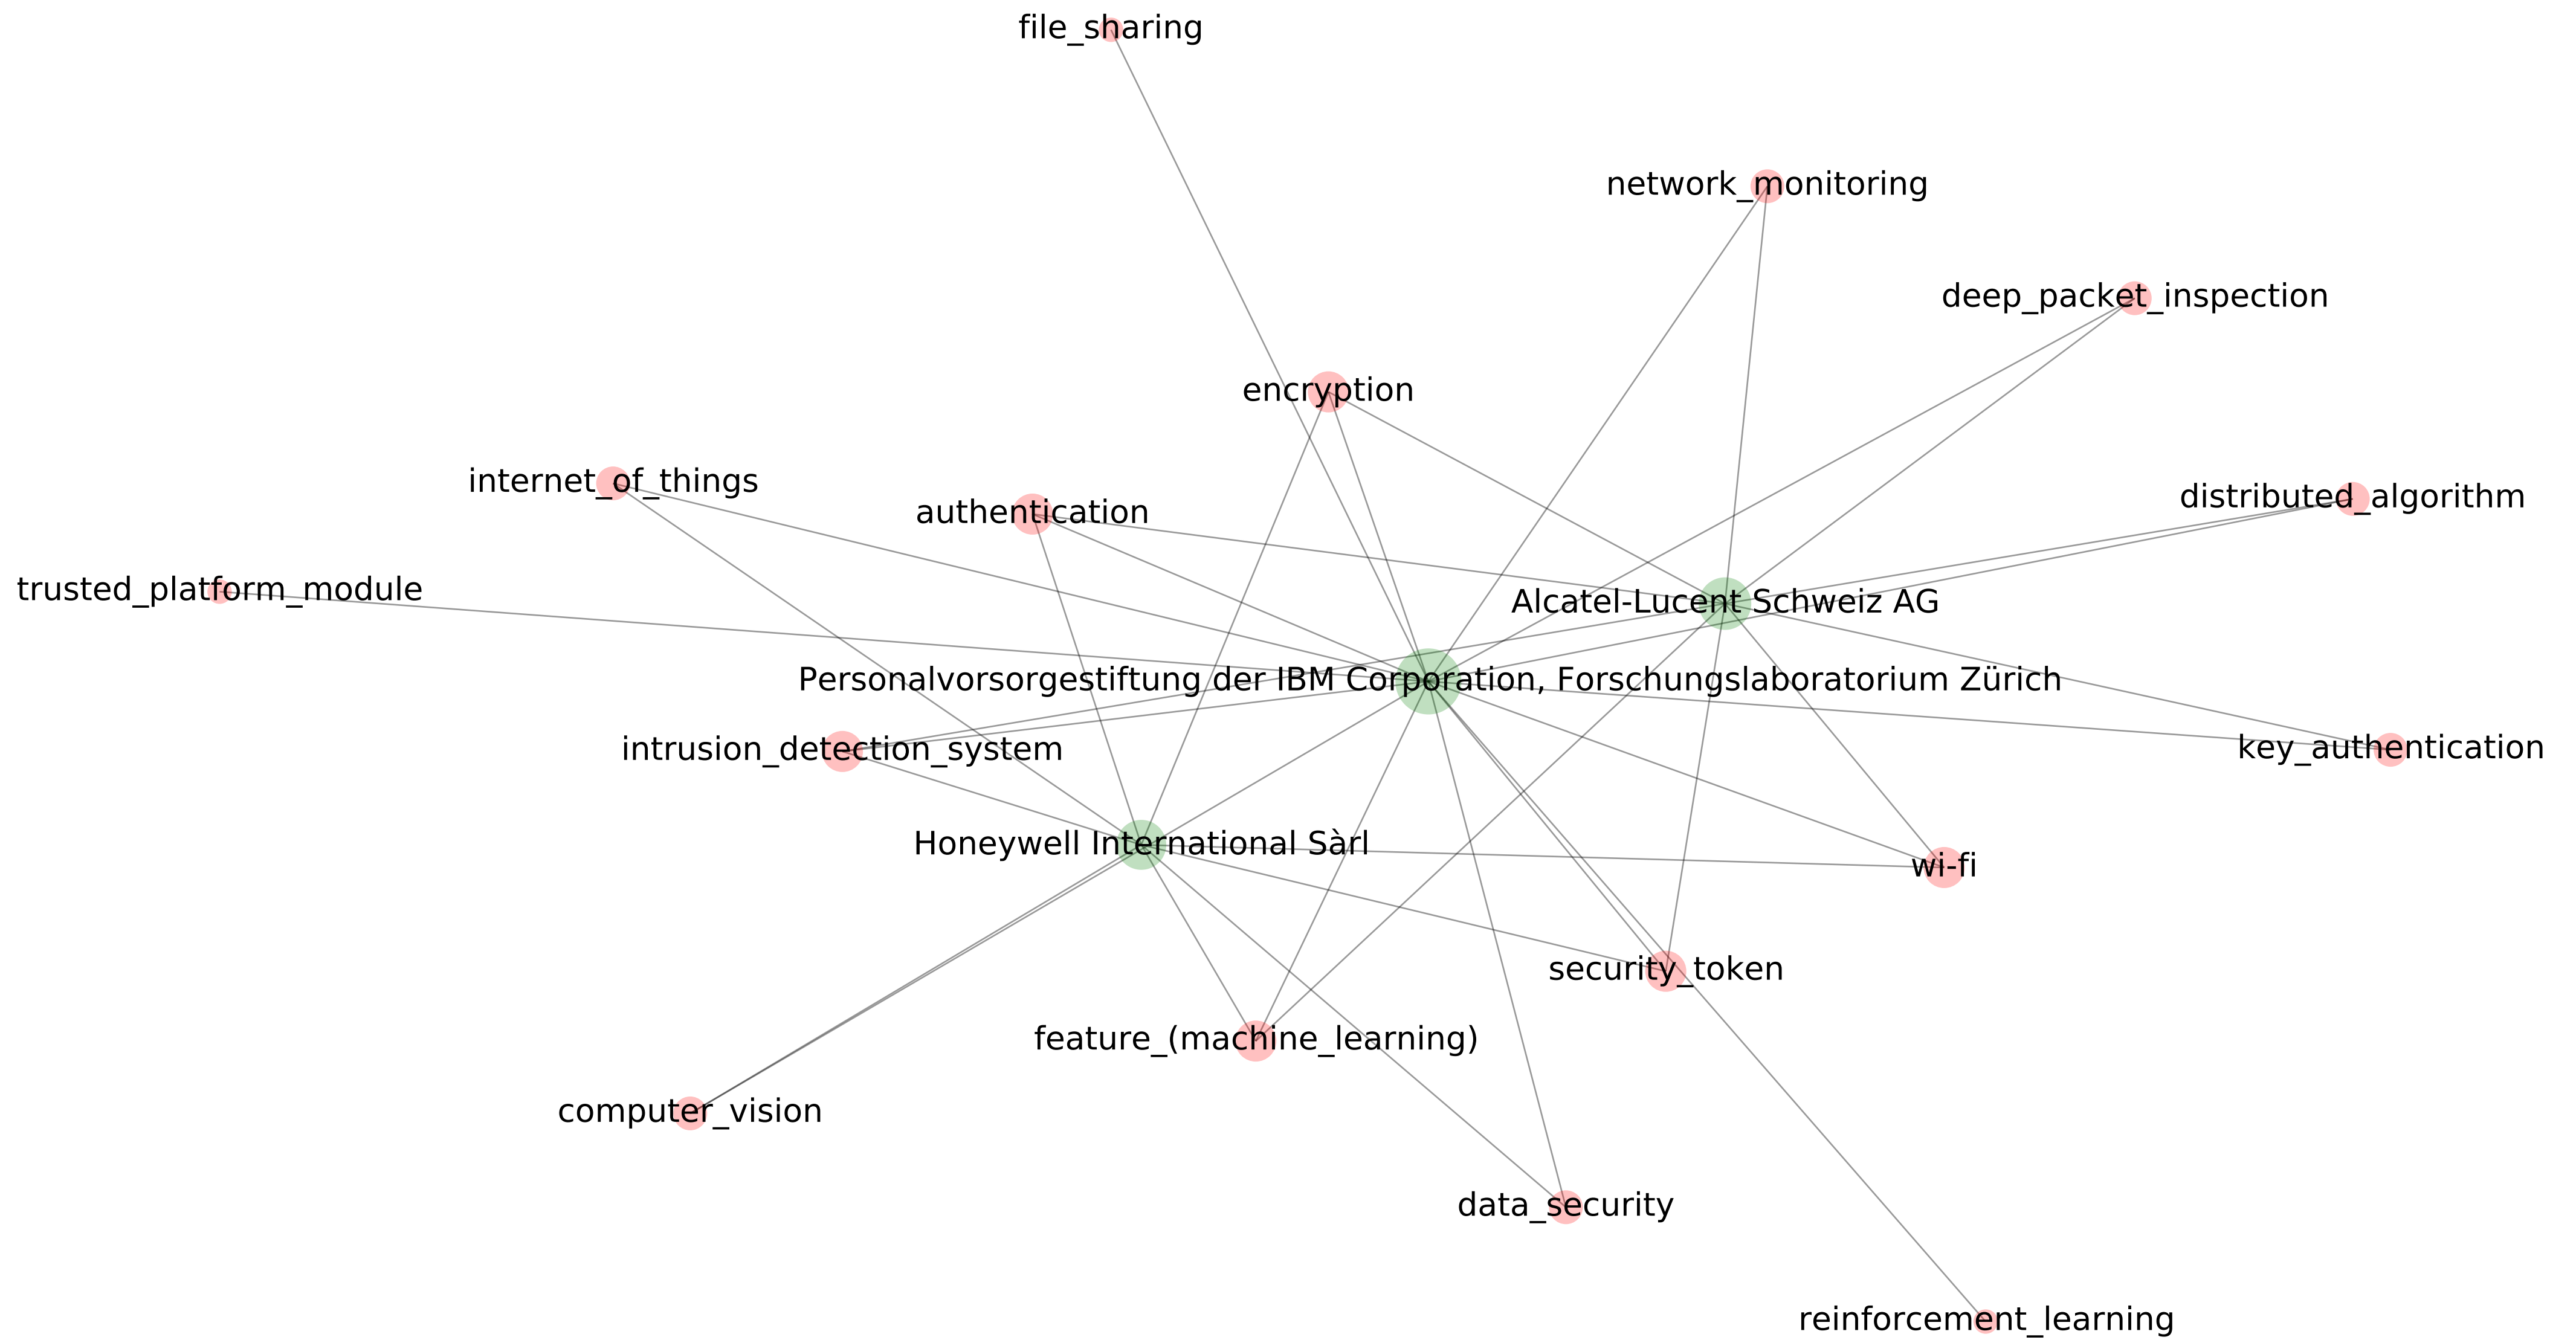 file_sharing
network_monitoring
deep_packet_inspection
encryption
internet_of_things
distributed_algorithm
authentication
trusted_platform_module
Alcatel-Lucent Schweiz AG
Personalvorsorgestiftung der IBM Corporation, Forschungslaboratorium Zürich
intrusion_detection_system
key_authentication
Honeywell International Sàrl
wi-fi
security_token
feature_(machine_learning)
computer_vision
data_security
reinforcement_learning